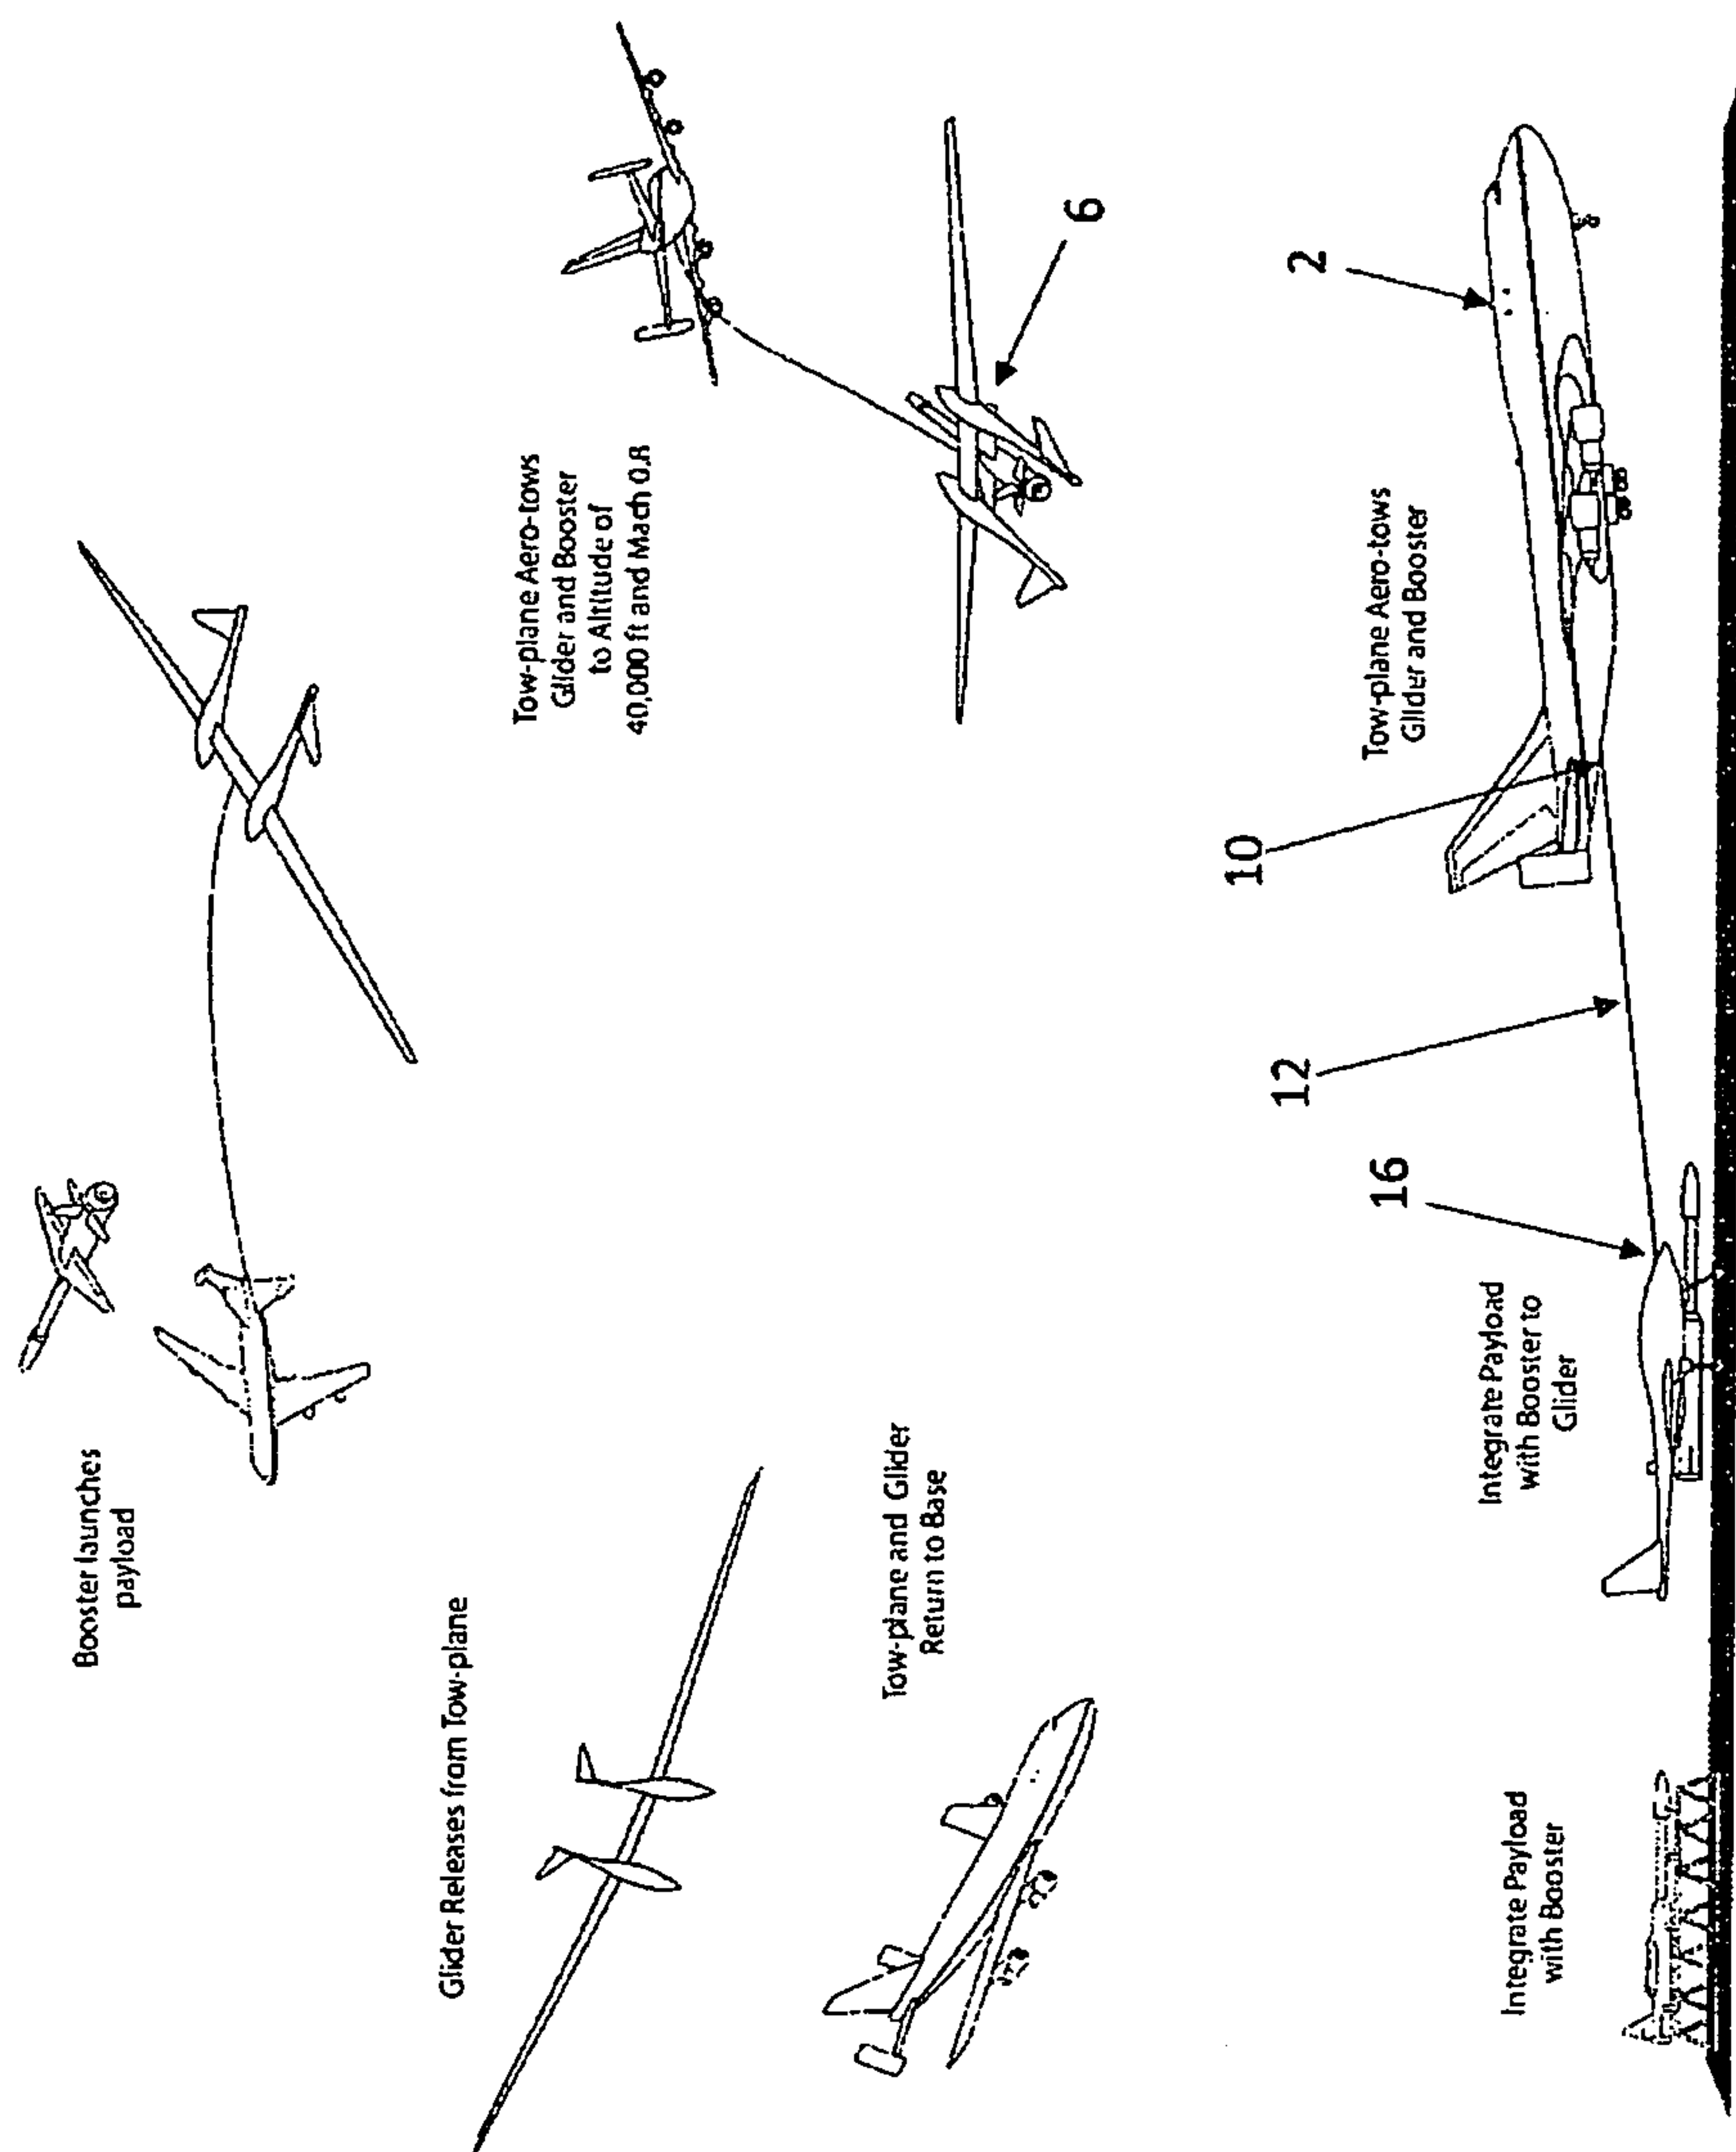 Booster launches
payload
Glider Releases from Tow-plane
Tow-plane Aero-tows
Glider and Booster
to Altitude of
40,000 ft and Mach 0.8
6
Tow-plane and Glider
Return to Base
2
10
12
16
Tow-plane Aero-tows
Glider and Booster
Integrate Payload
with Booster to
Glider
Integrate Payload
with Booster